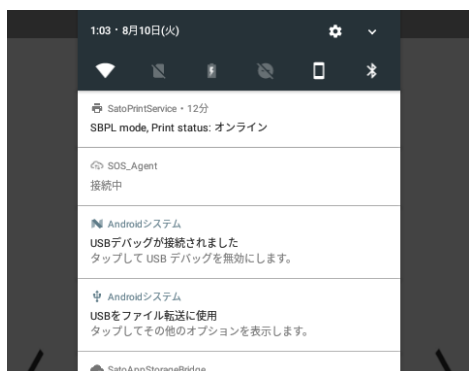 1:03・8月10日(火)
SatoPrintService • 12分
SBPL mode, Print status: オンライン
SOS_Agent
接続中
Androidシステム
USBデバッグが接続されました
タップして USB デバッグを無効にします。
Androidシステム
USBをファイル転送に使用
タップしてその他のオプションを表示します。
SatoAppStorageBridge